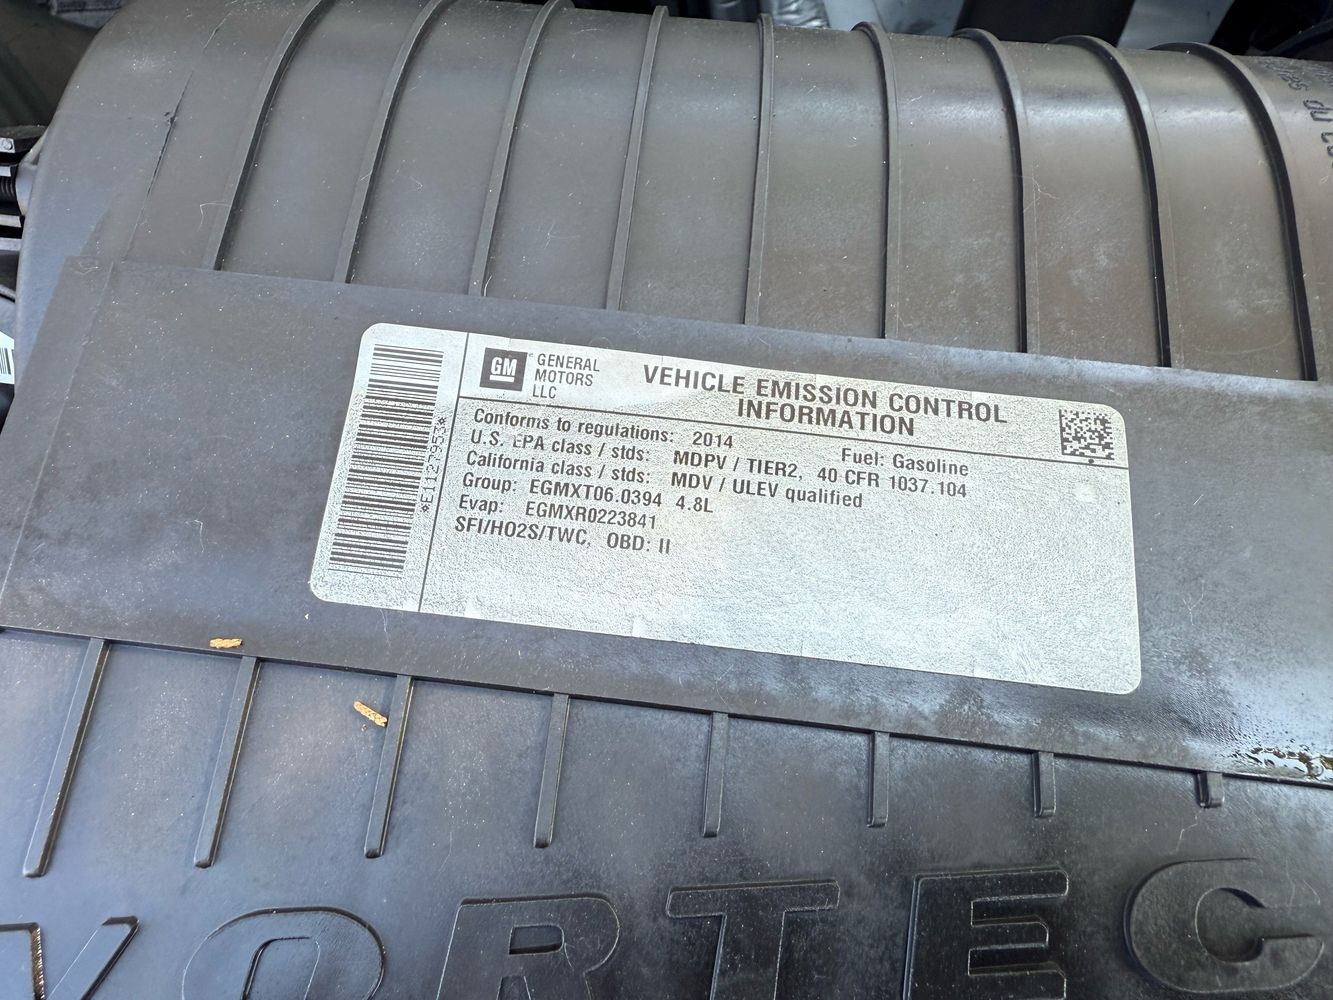 GM GENERAL
MOTORS
LLC
VEHICLE EMISSION CONTROL
INFORMATION
Conforms to regulations: 2014 Fuel: Gasoline
U.S. EPA class / stds: MDPV / TIER2, 40 CFR 1037.104
California class / stds: MDV / ULEV qualified
Group: EGMXT06.0394 4.8L
Evap: EGMXR0223841
SFI/HO2S/TWC, OBD: II
*E1127953*
VORTEC